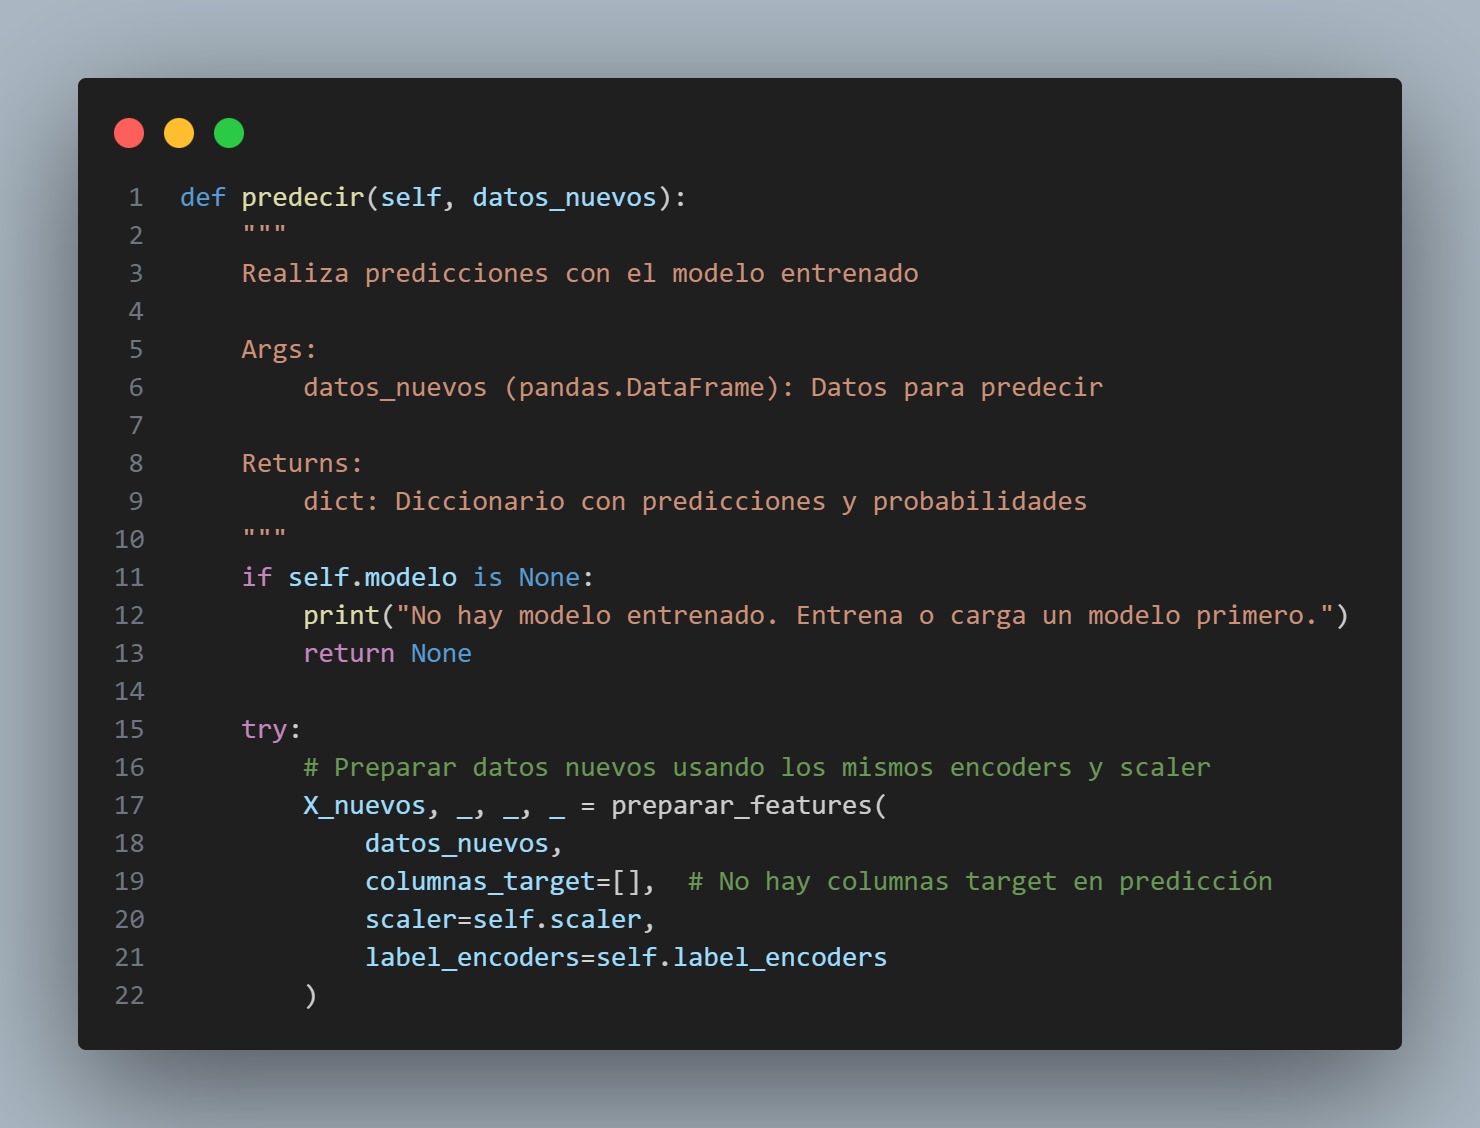 1 def predecir(self, datos_nuevos):
2     """
3     Realiza predicciones con el modelo entrenado
4
5     Args:
6         datos_nuevos (pandas.DataFrame): Datos para predecir
7
8     Returns:
9         dict: Diccionario con predicciones y probabilidades
10     """
11     if self.modelo is None:
12         print("No hay modelo entrenado. Entrena o carga un modelo primero.")
13         return None
14
15     try:
16         # Preparar datos nuevos usando los mismos encoders y scaler
17         X_nuevos, _, _, _ = preparar_features(
18             datos_nuevos,
19             columnas_target=[],  # No hay columnas target en predicción
20             scaler=self.scaler,
21             label_encoders=self.label_encoders
22         )